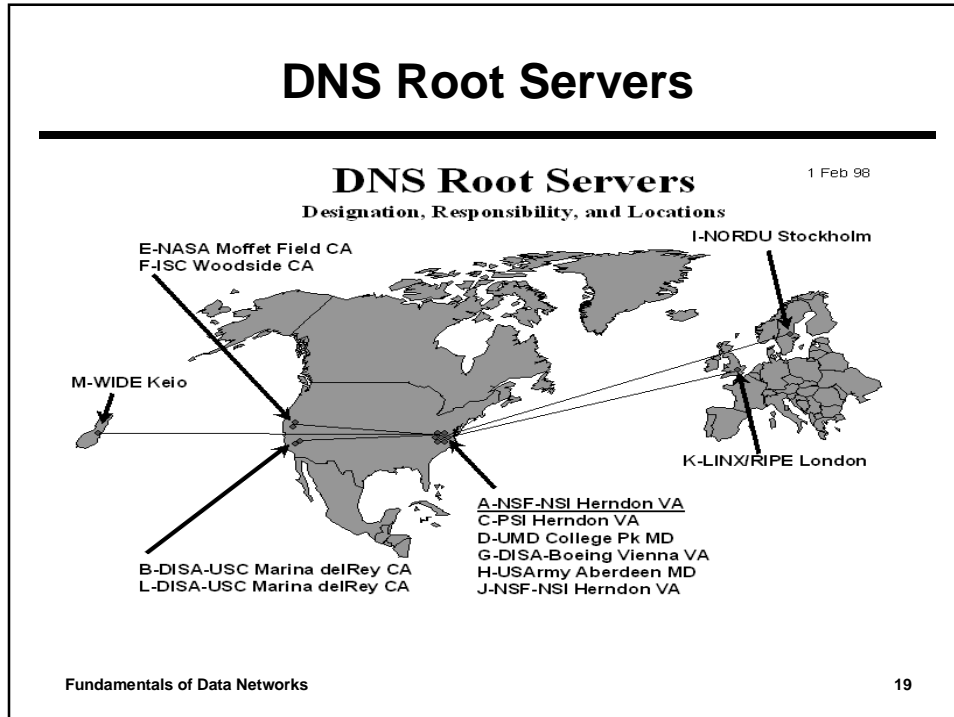 DNS Root Servers
DNS Root Servers
1 Feb 98
Designation, Responsibility, and Locations
E-NASA Moffet Field CA
F-ISC Woodside CA
I-NORDU Stockholm
M-WIDE Keio
K-LINX/RIPE London
A-NSF-NSI Herndon VA
C-PSI Herndon VA
D-UMD College Pk MD
G-DISA-Boeing Vienna VA
H-USArmy Aberdeen MD
J-NSF-NSI Herndon VA
B-DISA-USC Marina delRey CA
L-DISA-USC Marina delRey CA
Fundamentals of Data Networks
19